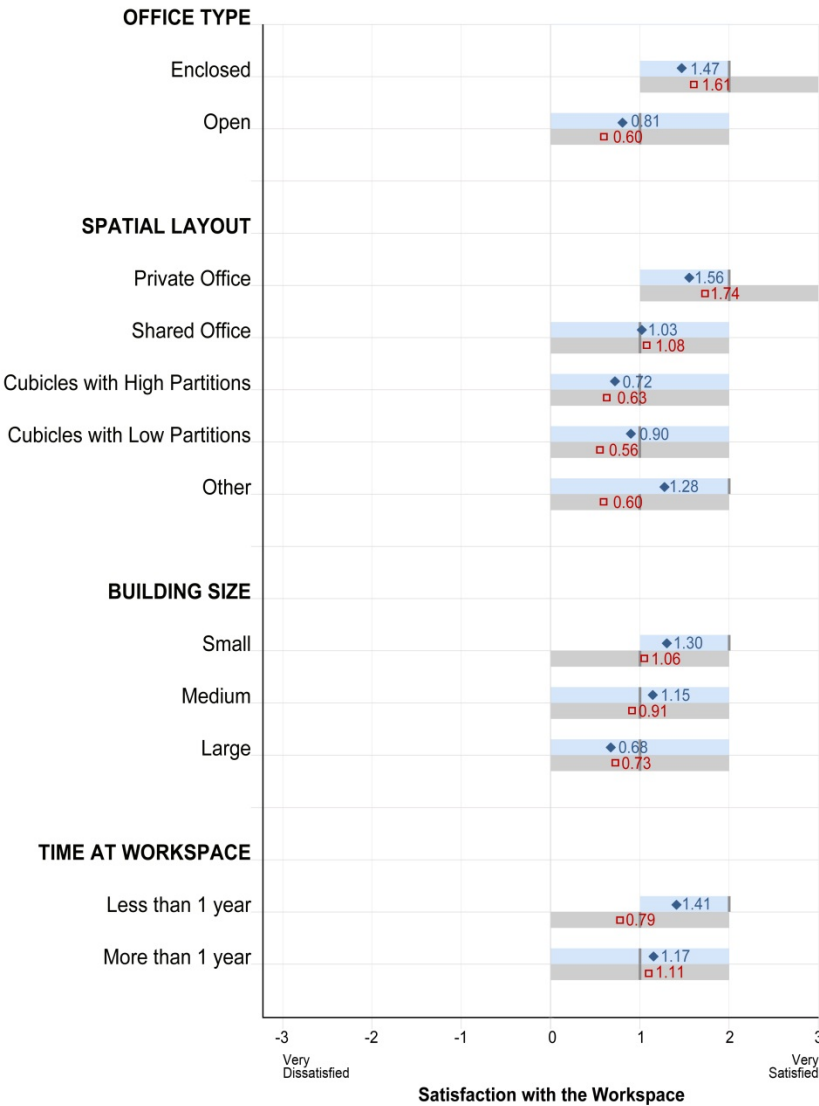 OFFICE TYPE
Enclosed
1.47
1.61
Open
0.81
0.60
SPATIAL LAYOUT
Private Office
1.56
1.74
Shared Office
1.03
1.08
Cubicles with High Partitions
0.72
0.63
Cubicles with Low Partitions
0.90
0.56
Other
1.28
0.60
BUILDING SIZE
Small
1.30
1.06
Medium
1.15
0.91
Large
0.68
0.73
TIME AT WORKSPACE
Less than 1 year
1.41
0.79
More than 1 year
1.17
1.11
-3 -2 -1 0 1 2 3
Very Very
Dissatisfied Satisfied
Satisfaction with the Workspace